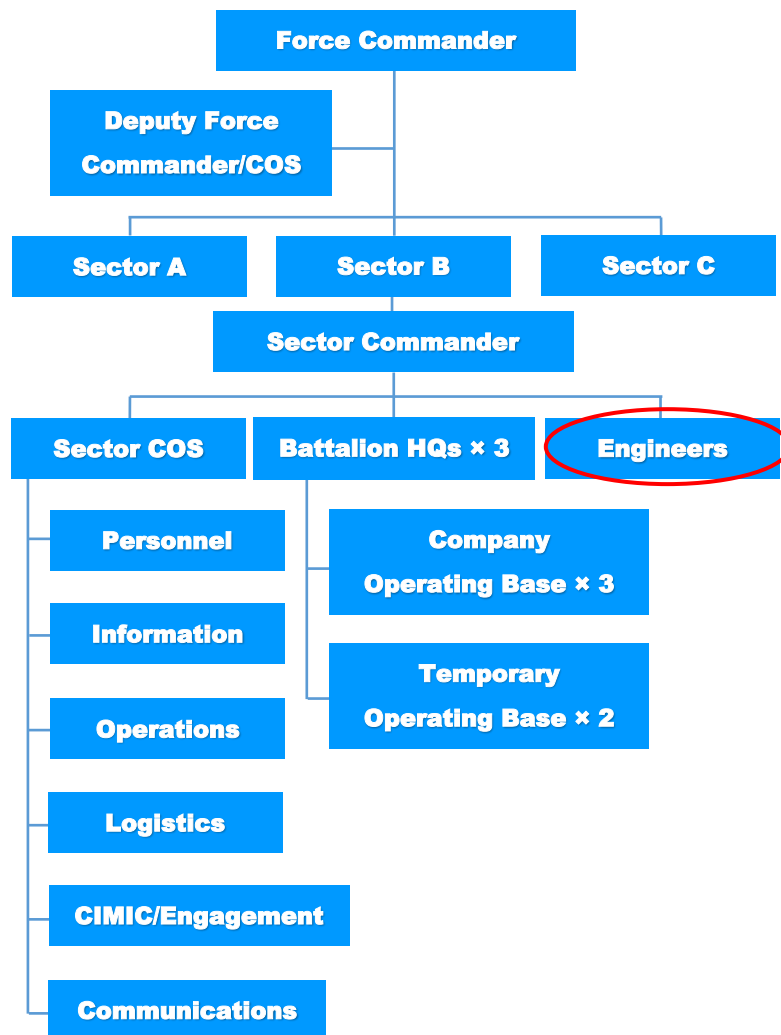 Force Commander
Deputy Force
Commander/COS
Sector A
Sector B
Sector C
Sector Commander
Sector COS
Battalion HQs × 3
Engineers
Personnel
Information
Operations
Logistics
CIMIC/Engagement
Communications
Company
Operating Base × 3
Temporary
Operating Base × 2